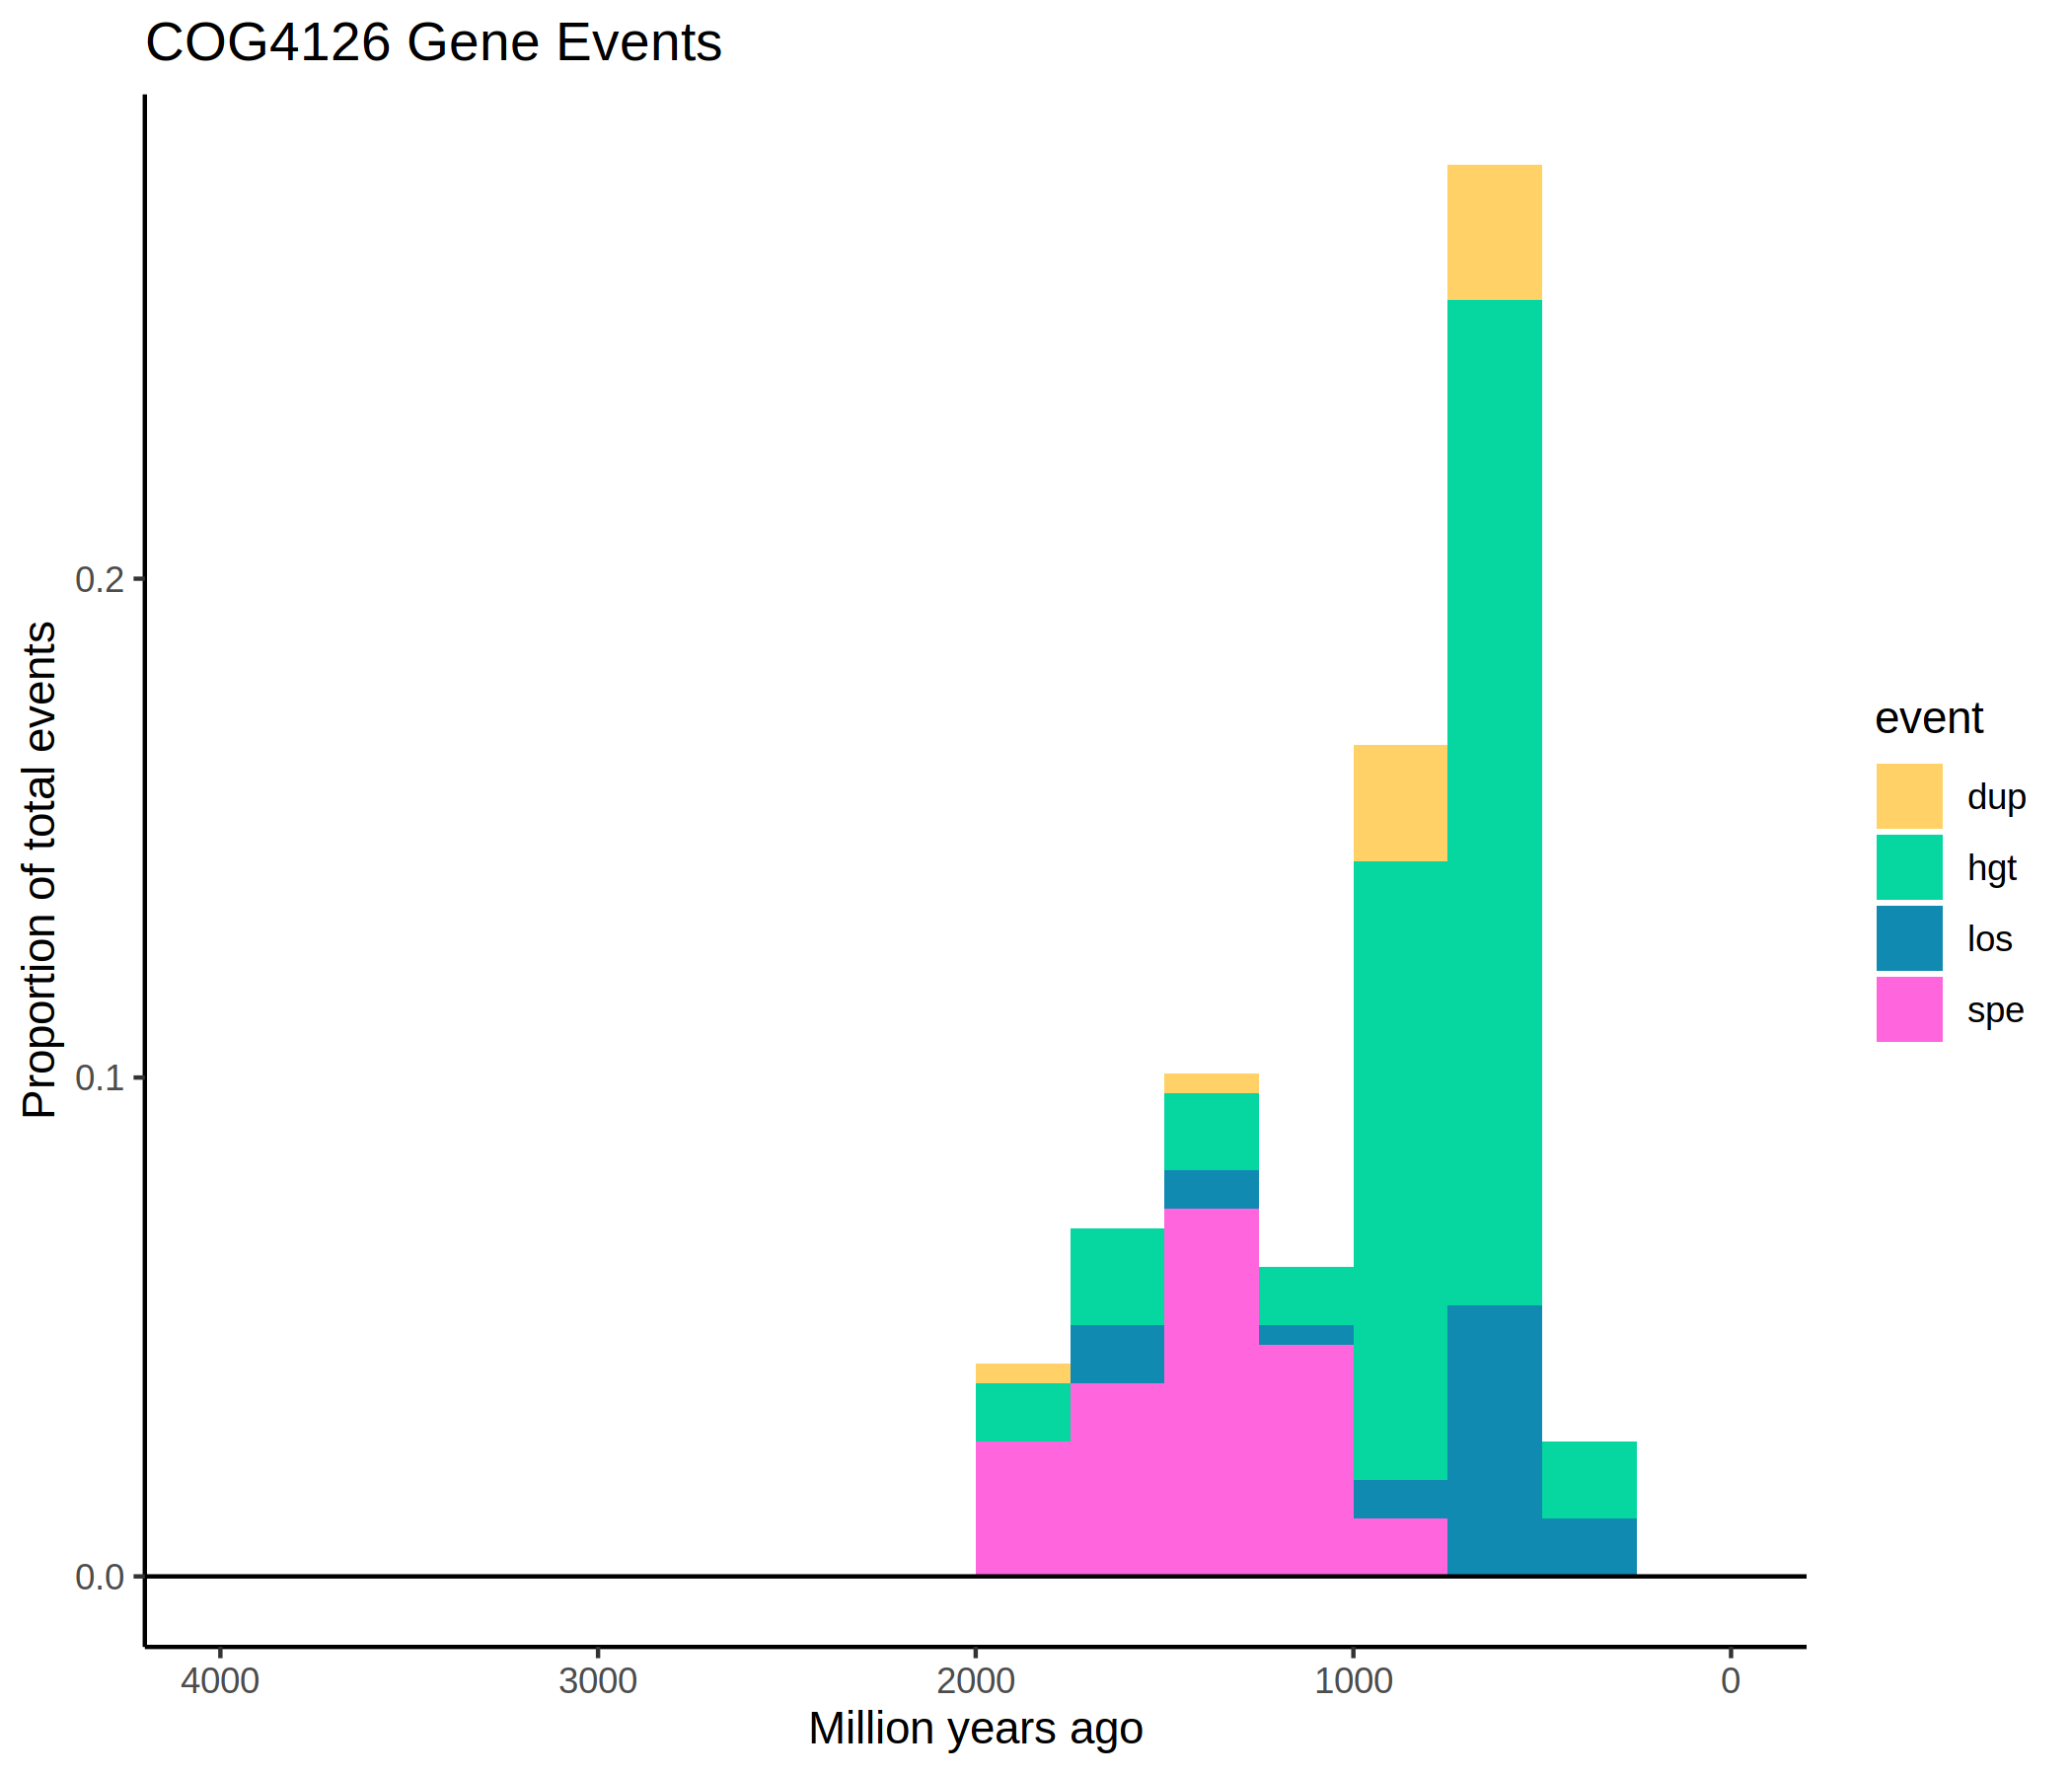 COG4126 Gene Events
Proportion of total events
0.2
0.1
0.0
4000 3000 2000 1000 0
Million years ago
event
dup
hgt
los
spe